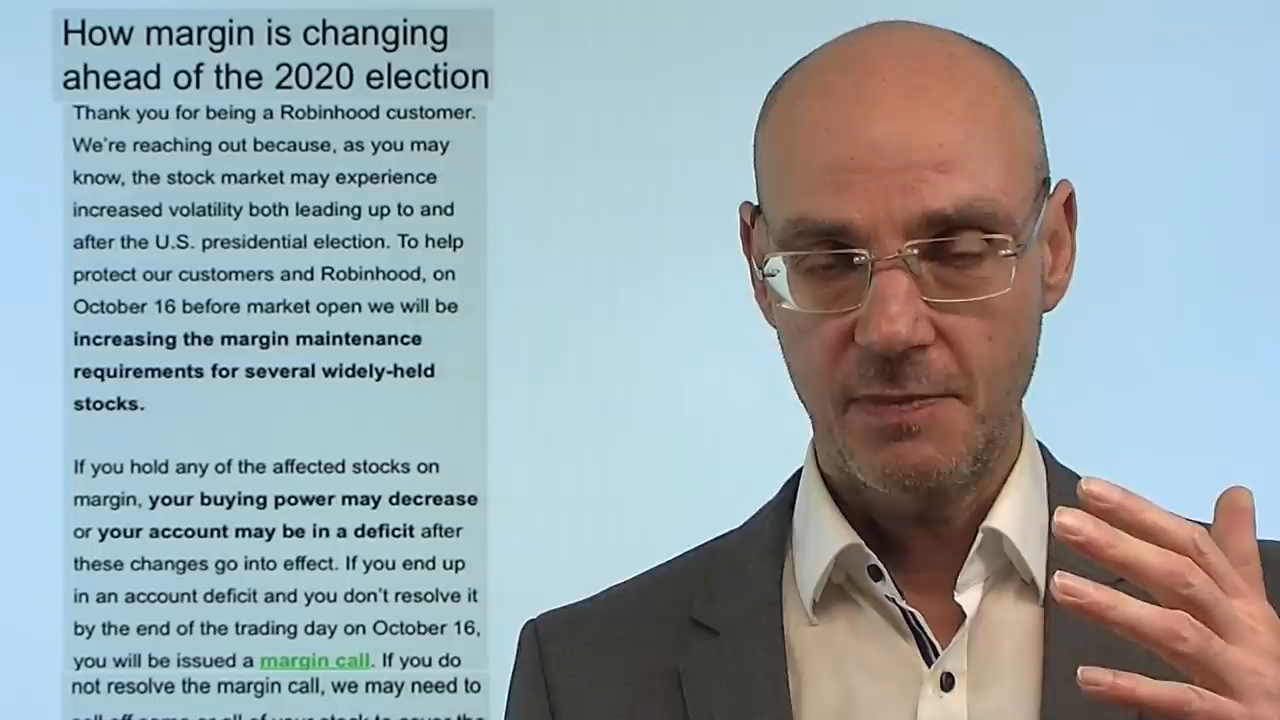 How margin is changing
ahead of the 2020 election
Thank you for being a Robinhood customer.
We're reaching out because, as you may
know, the stock market may experience
increased volatility both leading up to and
after the U.S. presidential election. To help
protect our customers and Robinhood, on
October 16 before market open we will be
increasing the margin maintenance
requirements for several widely-held
stocks.
If you hold any of the affected stocks on
margin, your buying power may decrease
or your account may be in a deficit after
these changes go into effect. If you end up
in an account deficit and you don't resolve it
by the end of the trading day on October 16,
you will be issued a margin call. If you do
not resolve the margin call, we may need to